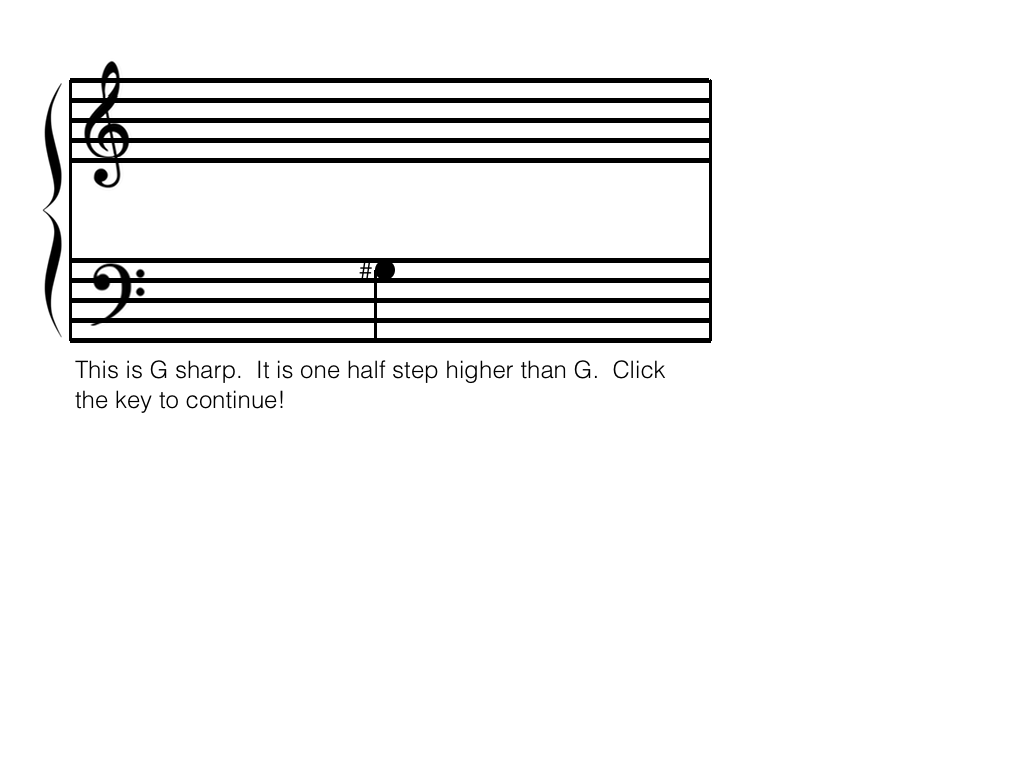 #
This is G sharp.  It is one half step higher than G.  Click
the key to continue!